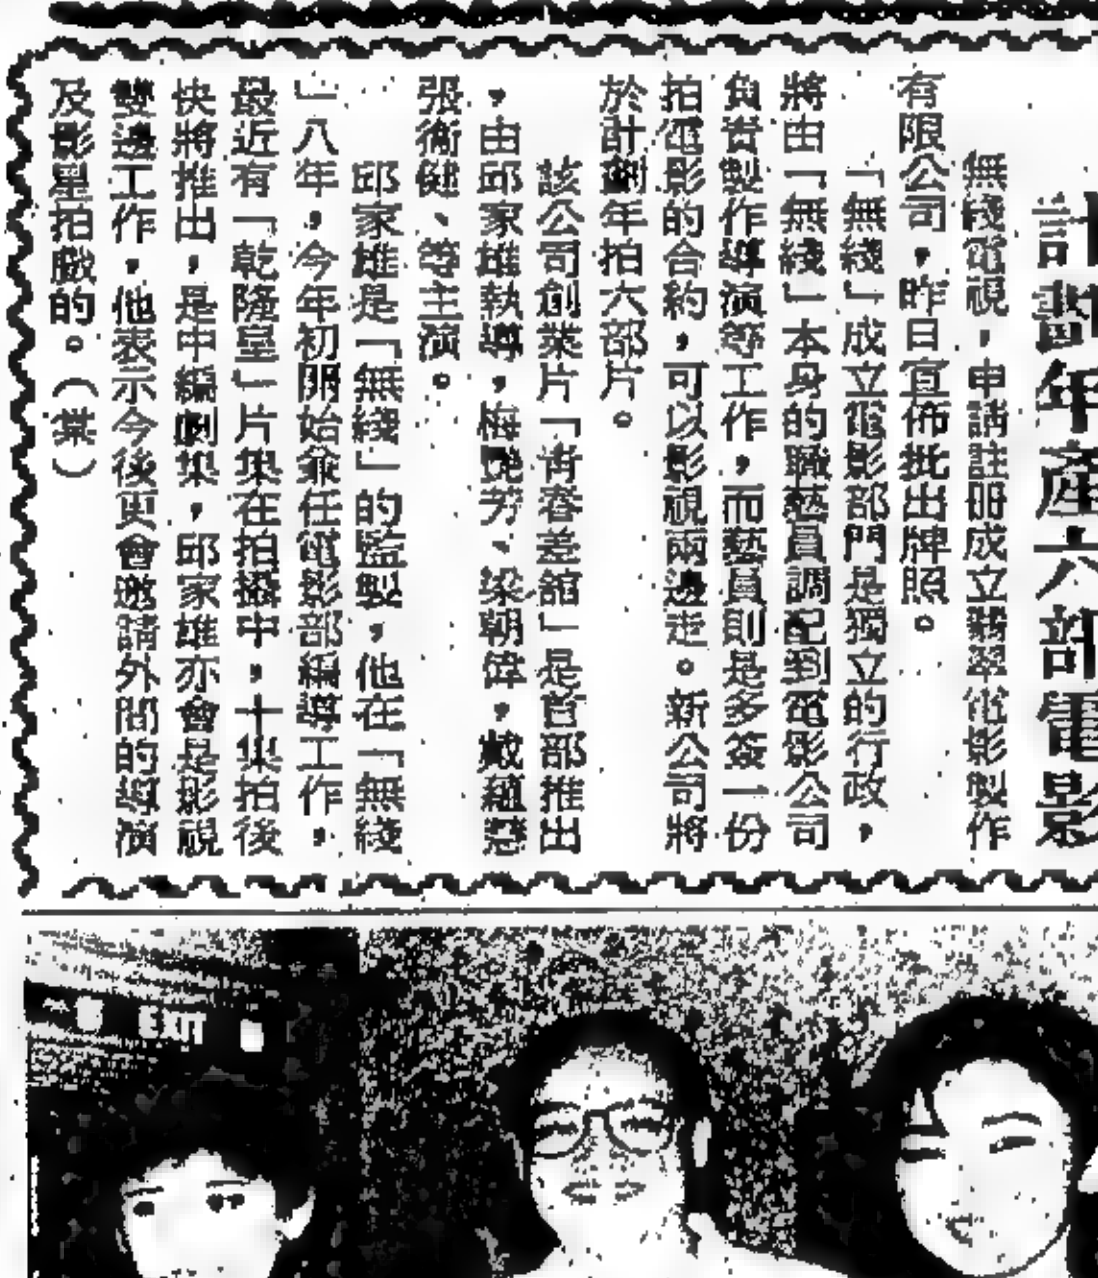 計劃年產六部電影
無綫電視，申請註冊成立翡翠電影製作
有限公司，昨日宣佈批出牌照。
「無綫」成立電影部門是獨立的行政，
將由「無綫」本身的職藝員調配到電影公司
負責製作導演等工作，而藝員則是多簽一份
拍電影的合約，可以影視兩邊走。新公司將
於計劃年拍六部片。
該公司創業片「青春差館」是首部推出
，由邱家雄執導，梅艷芳、梁朝偉，戚蘊慈
張衛健、等主演。
邱家雄是「無綫」的監製，他在「無綫
」八年，今年初開始兼任電影部編導工作，
最近有「乾隆皇」片集在拍攝中，十集拍後
快將推出，是中編劇集，邱家雄亦會是影視
雙邊工作，他表示今後更會邀請外間的導演
及影星拍戲的。（棠）
EXIT